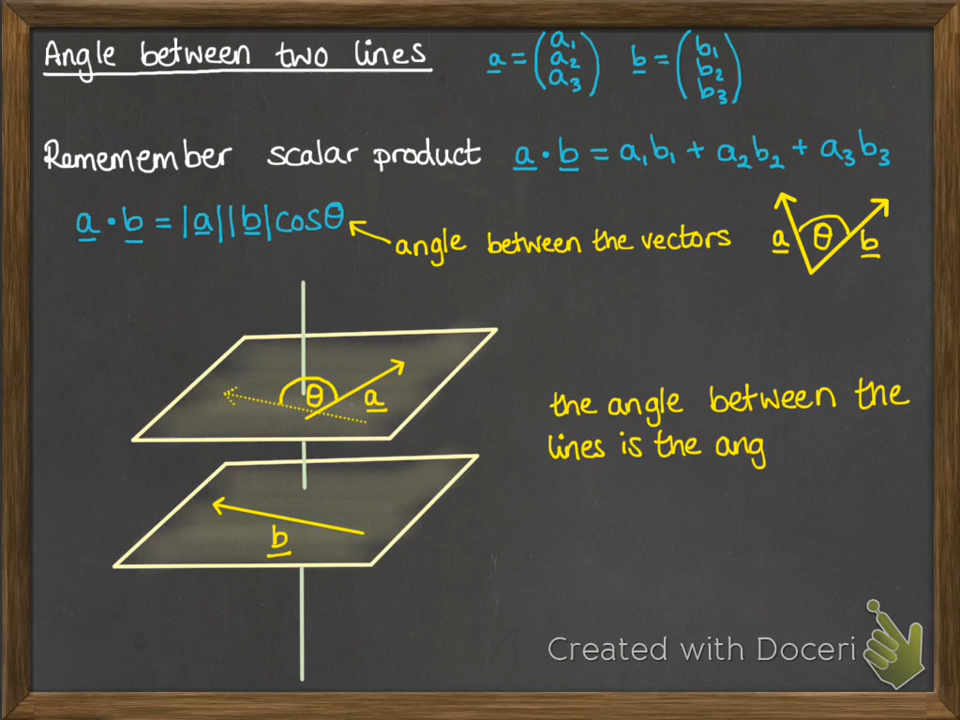 Angle between two lines a = (a₁ a₂ a₃) b = (b₁ b₂ b₃)
Rememember scalar product a · b = a₁b₁ + a₂b₂ + a₃b₃
a · b = |a||b|cosθ
angle between the vectors
a θ b
θ a
the angle between the
lines is the ang
b
Created with Doceri